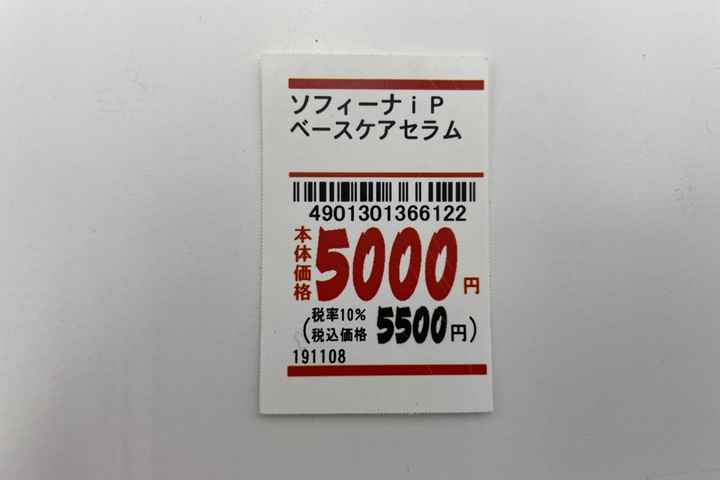 ソフィーナｉＰ
ベースケアセラム
4901301366122
本体価格 5000円
(税率10% 税込価格 5500円)
191108